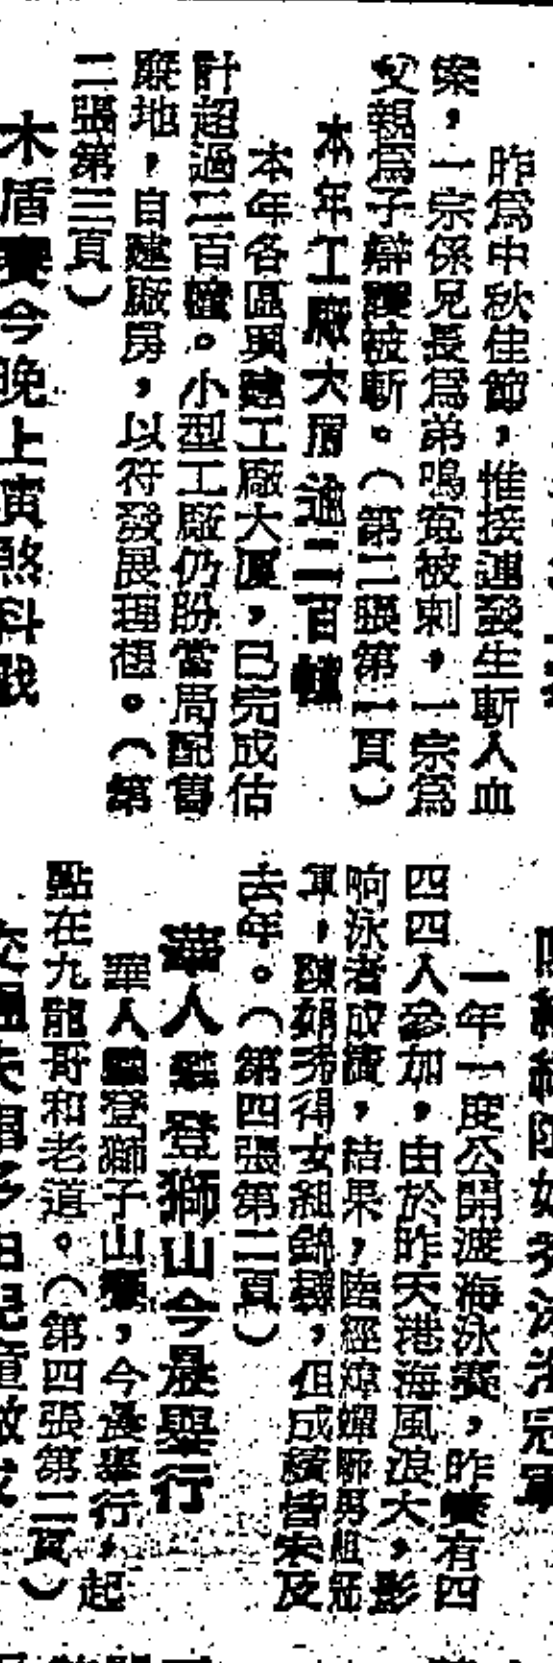 昨爲中秋佳節，惟接連發生斬人血
案，一宗係兄長爲弟鳴寃被刺，一宗爲
父親爲子辯護被斬。（第二張第一頁）
本年工廠大厦逾二百幢
本年各區興建工廠大厦，已完成估
計超過二百幢。小型工廠仍盼當局配售
廠地，自建廠房，以符發展理想。（第
二張第三頁）
木盾賽今晚上演煞科戰
一年一度公開渡海泳賽，昨賽有四
四四人參加，由於昨天港海風浪大，影
响泳者成績，結果，陸經緯嬋聯男組冠
軍，陳娟秀得女組錦標，但成績皆未及
去年。（第四張第二頁）
華人攀登獅山今晨舉行
華人攀登獅子山賽，今晨舉行，起
點在九龍哥和老道。（第四張第二頁）